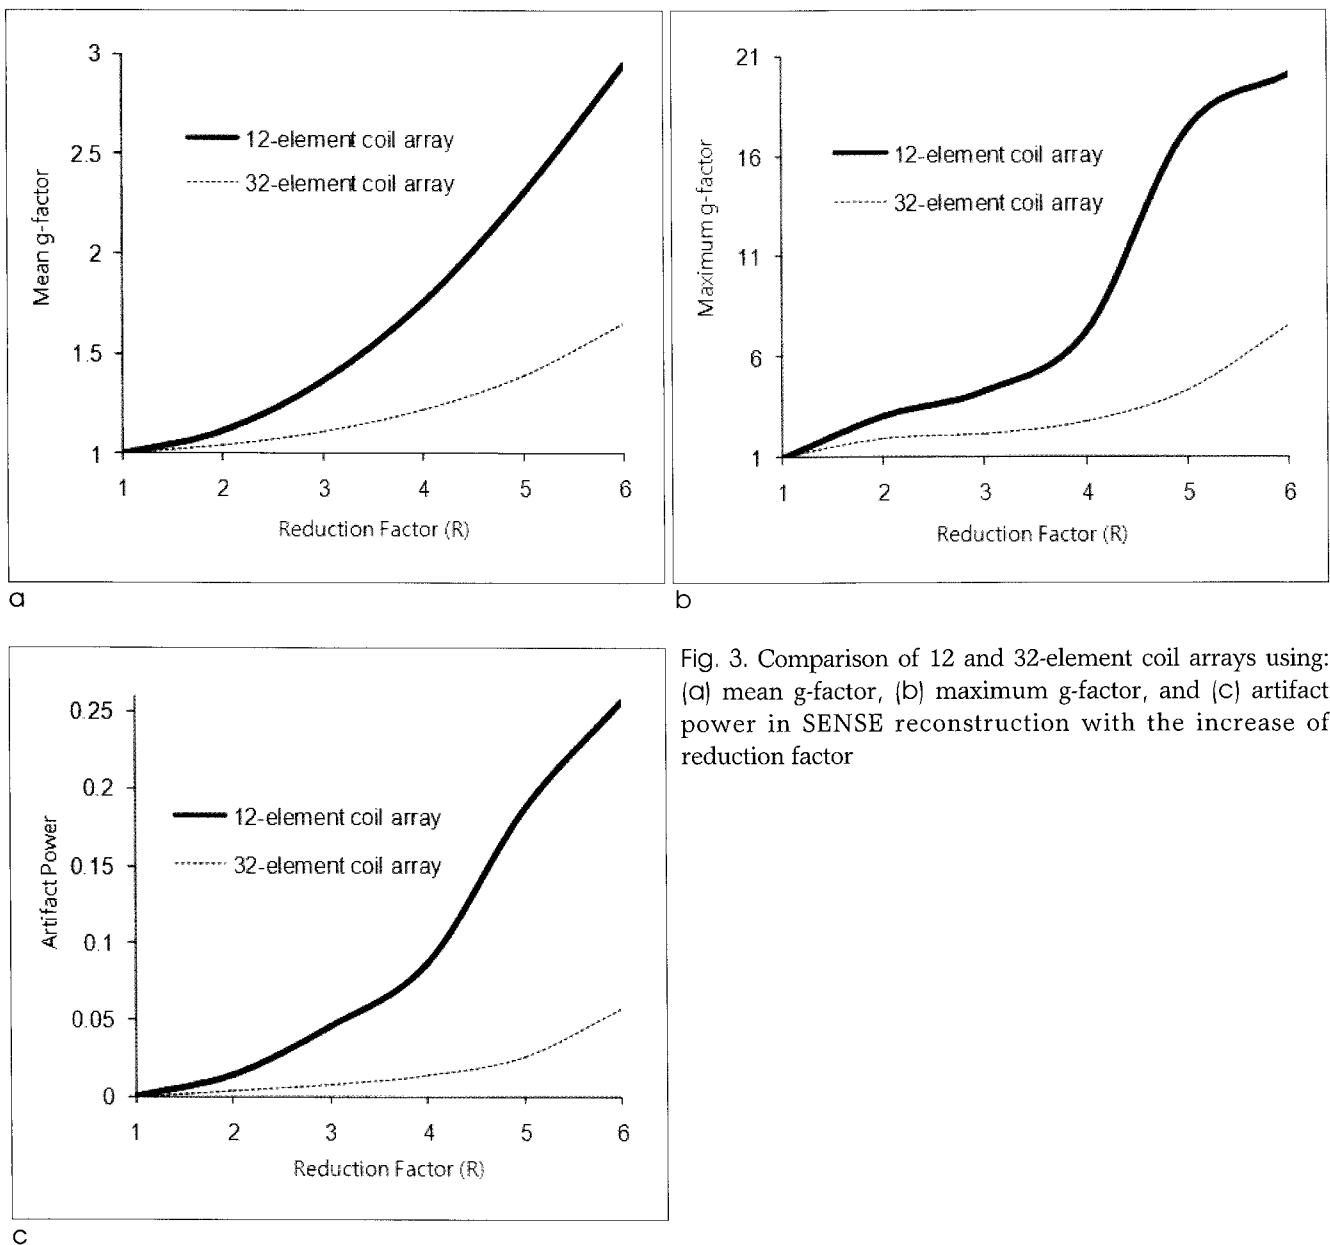 3
2.5
2
1.5
1
Mean g-factor
12-element coil array
32-element coil array
1 2 3 4 5 6
Reduction Factor (R)
a
21
16
11
6
1
Maximum g-factor
12-element coil array
32-element coil array
1 2 3 4 5 6
Reduction Factor (R)
b
0.25
0.2
0.15
0.1
0.05
0
Artifact Power
12-element coil array
32-element coil array
1 2 3 4 5 6
Reduction Factor (R)
c
Fig. 3. Comparison of 12 and 32-element coil arrays using:
(a) mean g-factor, (b) maximum g-factor, and (c) artifact
power in SENSE reconstruction with the increase of
reduction factor